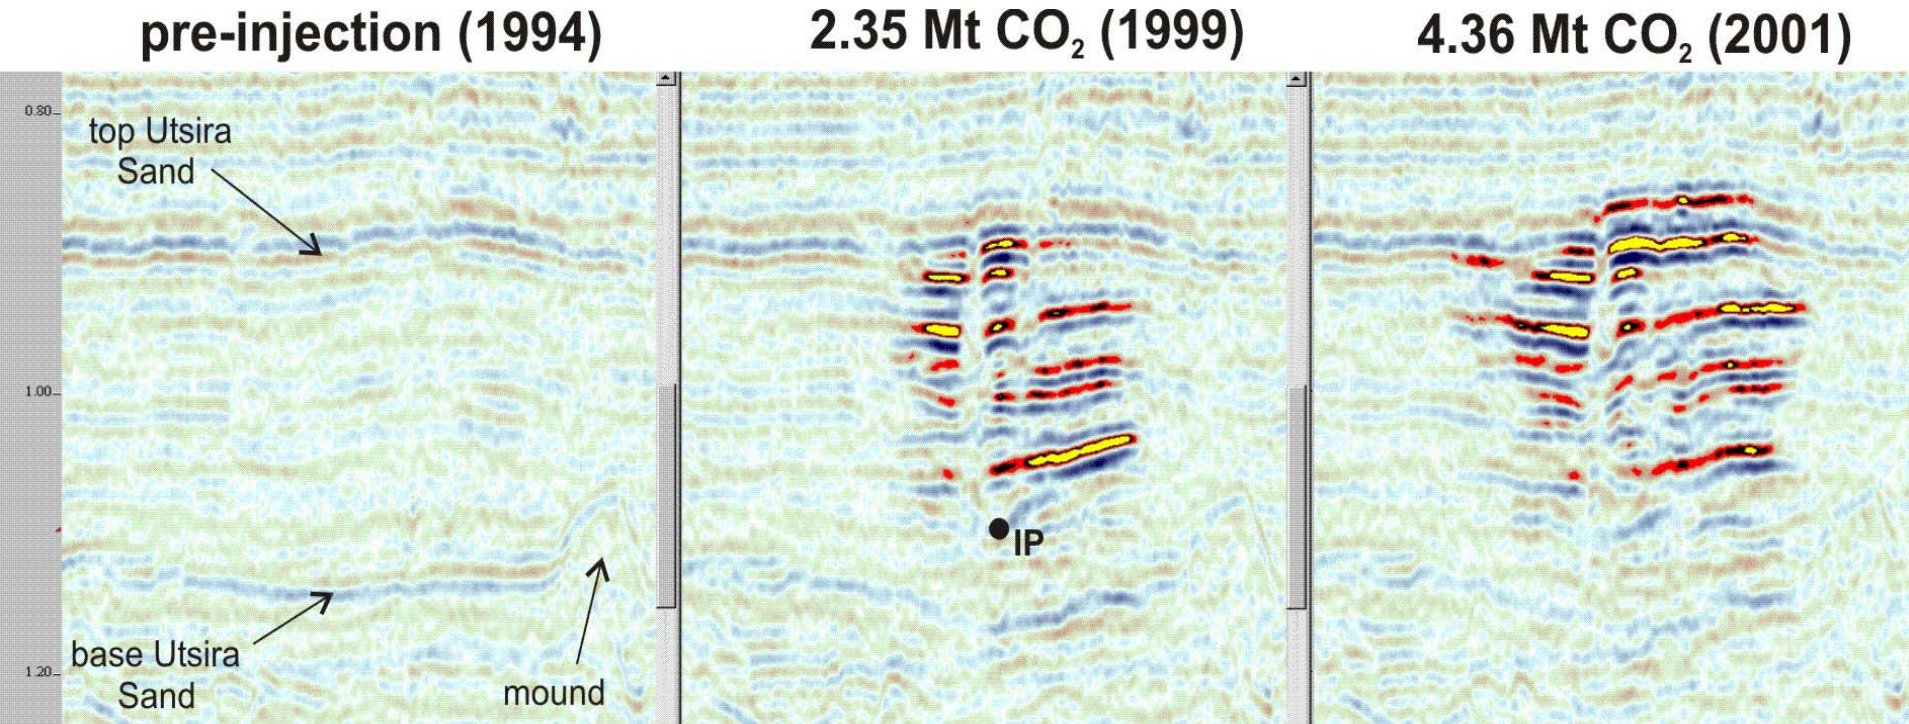 pre-injection (1994)
2.35 Mt CO₂ (1999)
4.36 Mt CO₂ (2001)
0.80
top Utsira
Sand
1.00
IP
base Utsira
Sand
mound
1.20